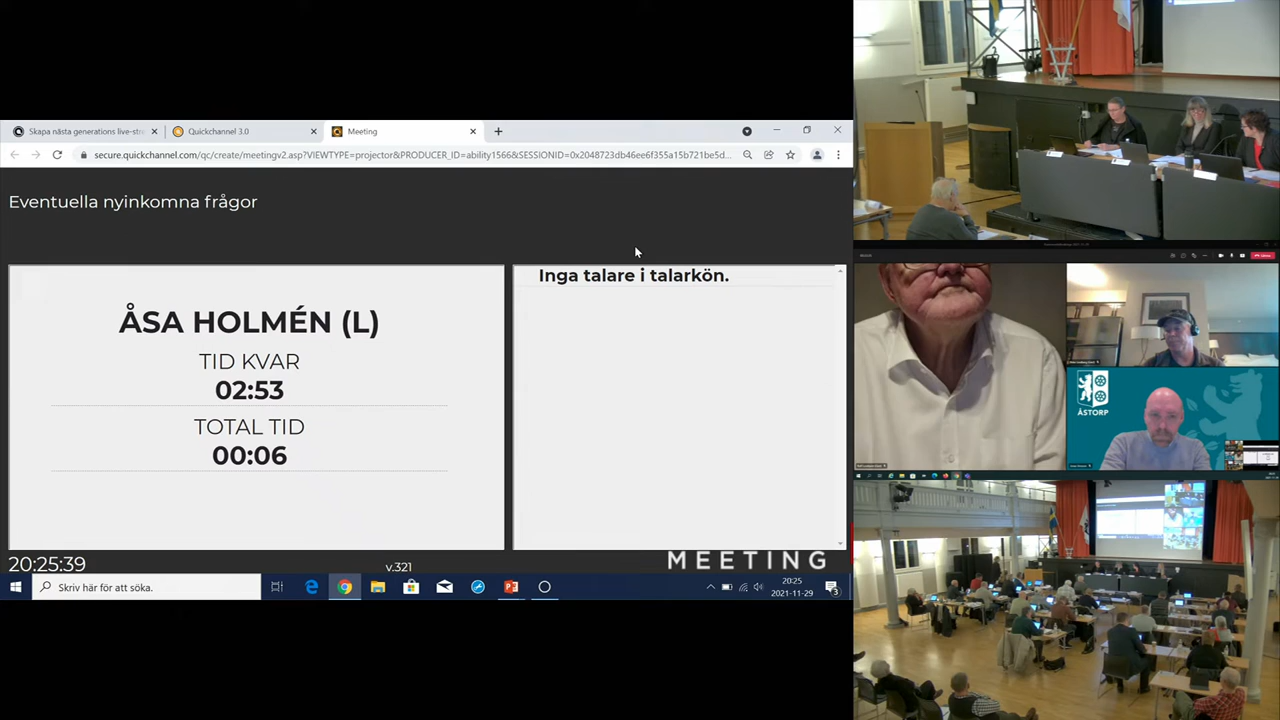 Skapa nästa generations live-stre
Quickchannel 3.0
Meeting
secure.quickchannel.com/qc/create/meetingv2.asp?VIEWTYPE=projector&PRODUCER_ID=ability1566&SESSIONID=0x2048723db46ee6f355a15b721be5d...
Eventuella nyinkomna frågor
ÅSA HOLMÉN (L)
TID KVAR
02:53
TOTAL TID
00:06
Inga talare i talarkön.
ÅSTORP
20:25:39
v.321
MEETING
Skriv här för att söka.
20:25
2021-11-29
3